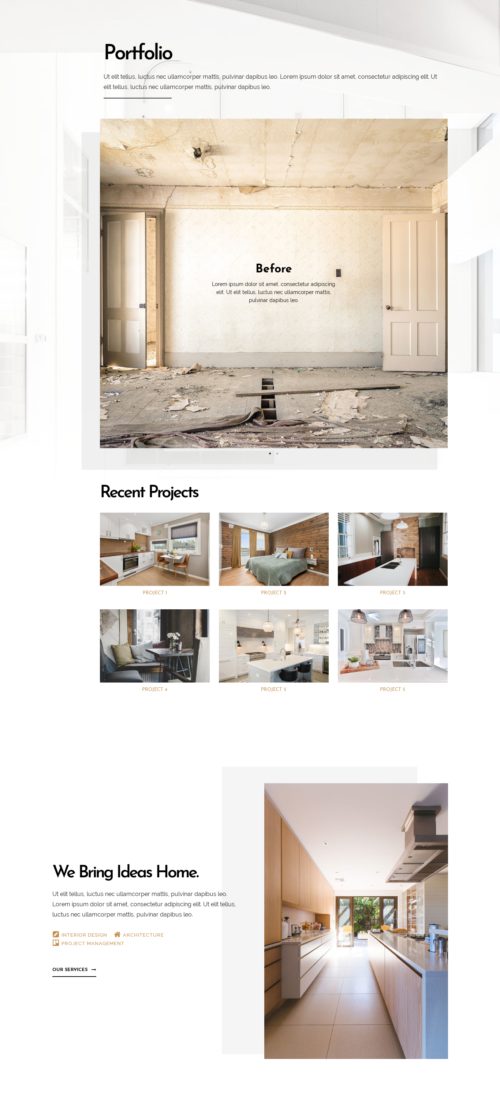 Portfolio
Ut elit tellus, luctus nec ullamcorper mattis, pulvinar dapibus leo. Lorem ipsum dolor sit amet, consectetur adipiscing elit. Ut
elit tellus, luctus nec ullamcorper mattis, pulvinar dapibus leo.
Before
Lorem ipsum dolor sit amet, consectetur adipiscing
elit. Ut elit tellus, luctus nec ullamcorper mattis,
pulvinar dapibus leo
Recent Projects
PROJECT 1
PROJECT
PROJECT
PROJECT 4
PROJECT
PROJECT
We Bring Ideas Home.
Ut elit tellus, luctus nec ullamcorper mattis, pulvinar dapibus leo.
Lorem ipsum dolor sit amet, consectetur adipiscing elit. Ut elit tellus,
luctus nec ullamcorper mattis, pulvinar dapibus leo.
INTERIOR DESIGN ARCHITECTURE
PROJECT MANAGEMENT
OUR SERVICES →